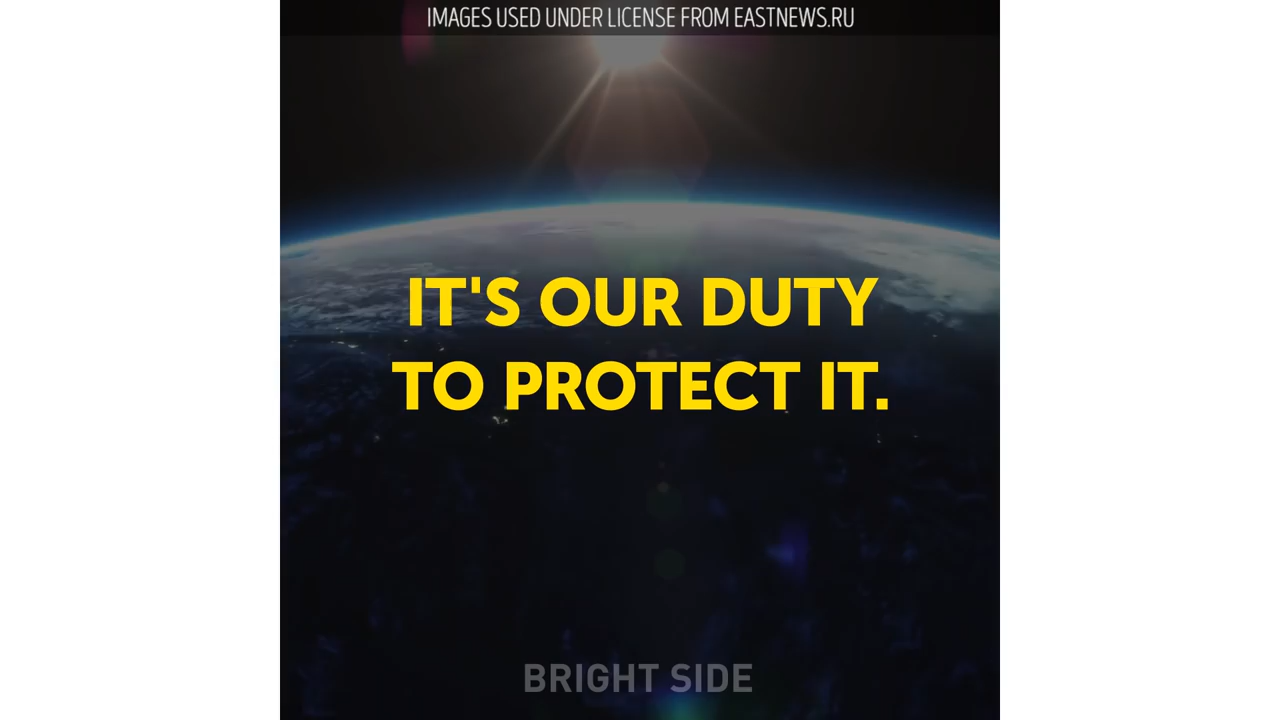 IMAGES USED UNDER LICENSE FROM EASTNEWS.RU
IT'S OUR DUTY
TO PROTECT IT.
BRIGHT SIDE